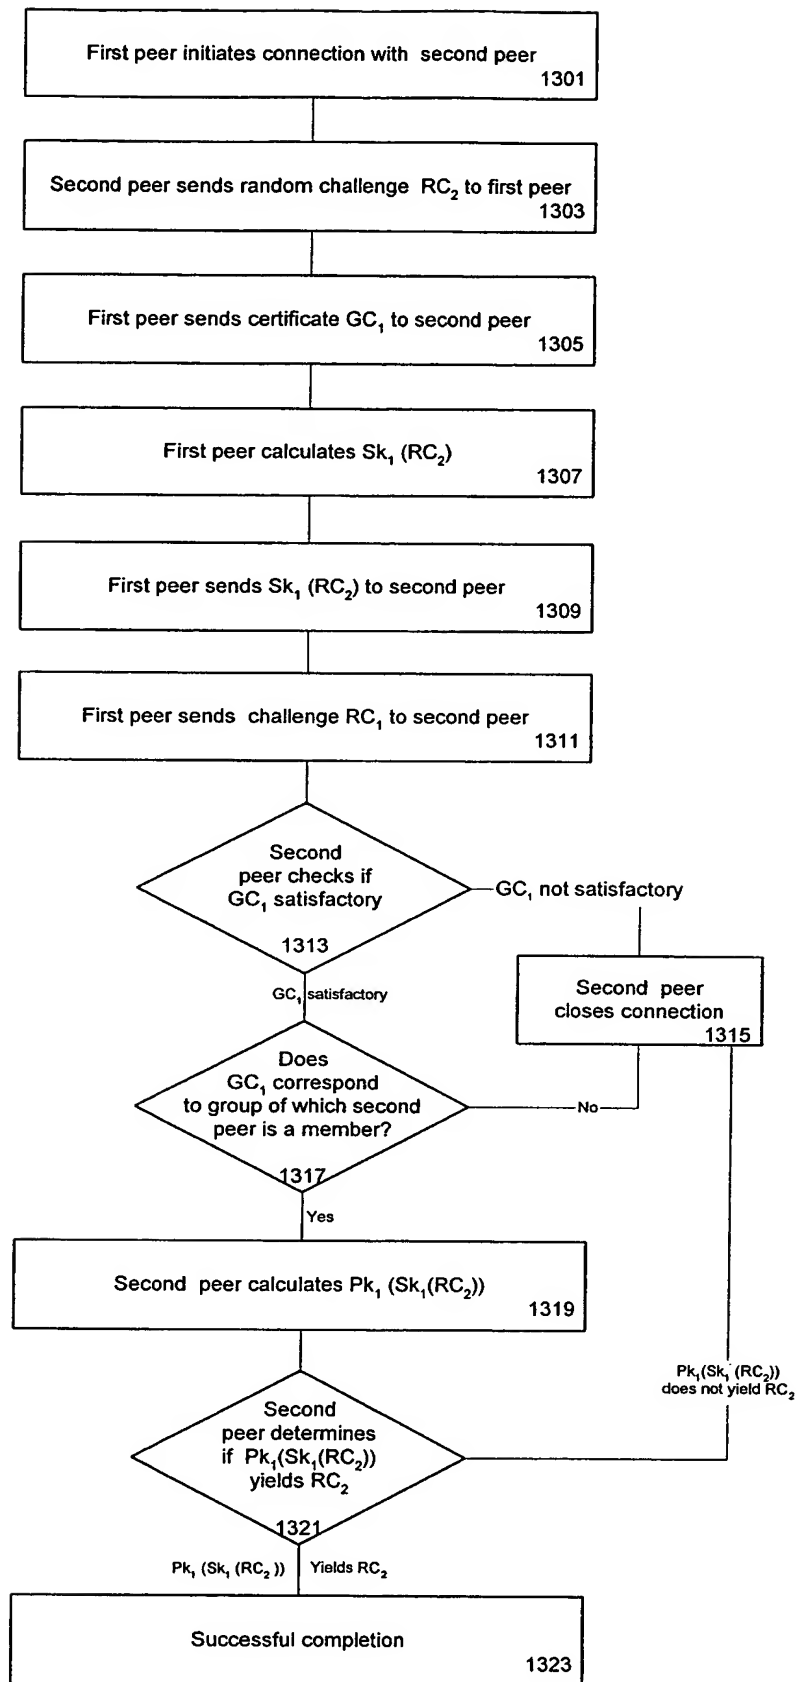 First peer initiates connection with second peer
1301
Second peer sends random challenge RC₂ to first peer
1303
First peer sends certificate GC₁ to second peer
1305
First peer calculates Sk₁ (RC₂)
1307
First peer sends Sk₁ (RC₂) to second peer
1309
First peer sends challenge RC₁ to second peer
1311
Second
peer checks if
GC₁ satisfactory
1313
GC₁ not satisfactory
GC₁ satisfactory
Second peer
closes connection
1315
Does
GC₁ correspond
to group of which second
peer is a member?
1317
No
Yes
Second peer calculates Pk₁ (Sk₁(RC₂))
1319
Pk₁(Sk₁(RC₂))
does not yield RC₂
Second
peer determines
if Pk₁(Sk₁(RC₂))
yields RC₂
1321
Pk₁ (Sk₁ (RC₂)) Yields RC₂
Successful completion
1323